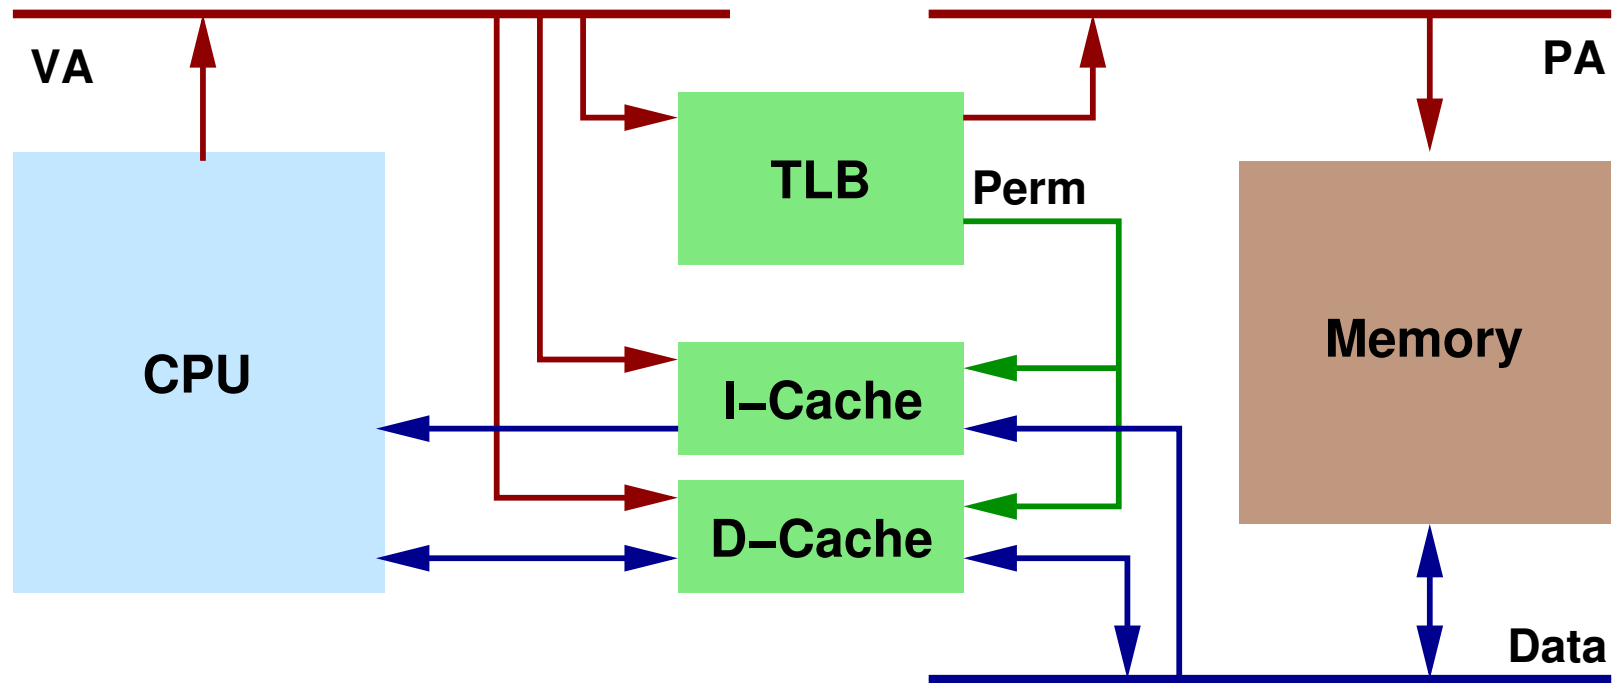 VA
PA
TLB
Perm
CPU
Memory
I–Cache
D–Cache
Data